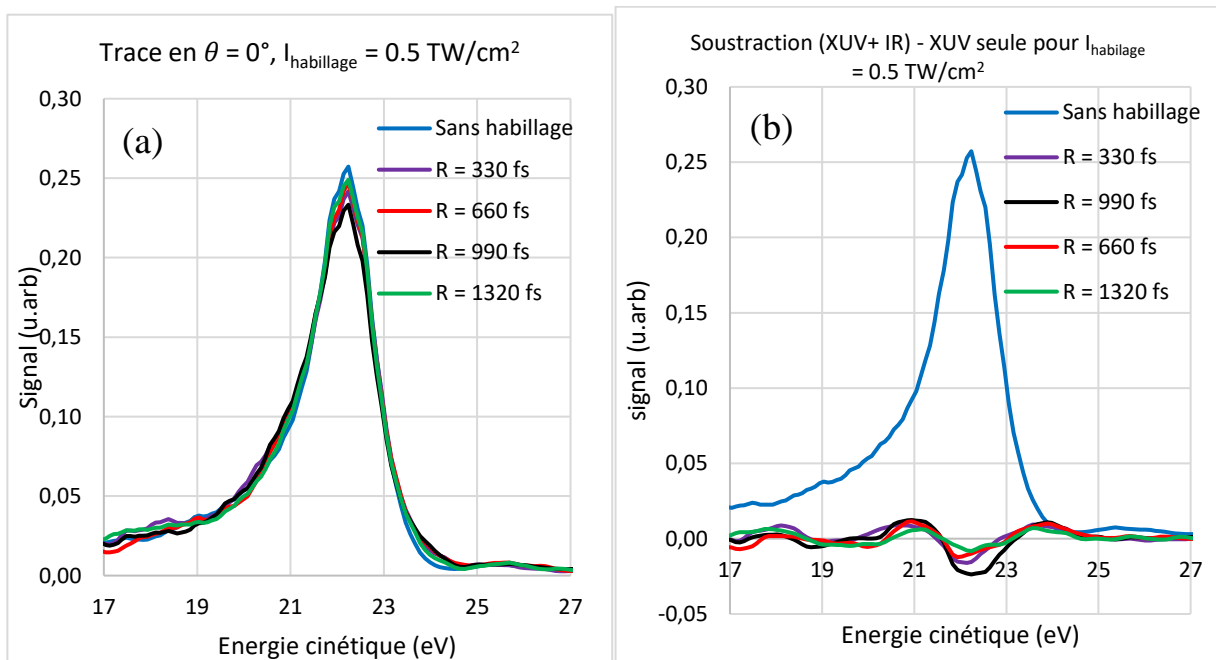 Trace en θ = 0°, I_habillage = 0.5 TW/cm²
(a)
Sans habillage
R = 330 fs
R = 660 fs
R = 990 fs
R = 1320 fs
Signal (u.arb)
0,30
0,25
0,20
0,15
0,10
0,05
0,00
17 19 21 23 25 27
Energie cinétique (eV)
Soustraction (XUV+ IR) - XUV seule pour I_habilage
= 0.5 TW/cm²
(b)
Sans habillage
R = 330 fs
R = 990 fs
R = 660 fs
R = 1320 fs
signal (u.arb)
0,30
0,25
0,20
0,15
0,10
0,05
0,00
-0,05
17 19 21 23 25 27
Energie cinétique (eV)